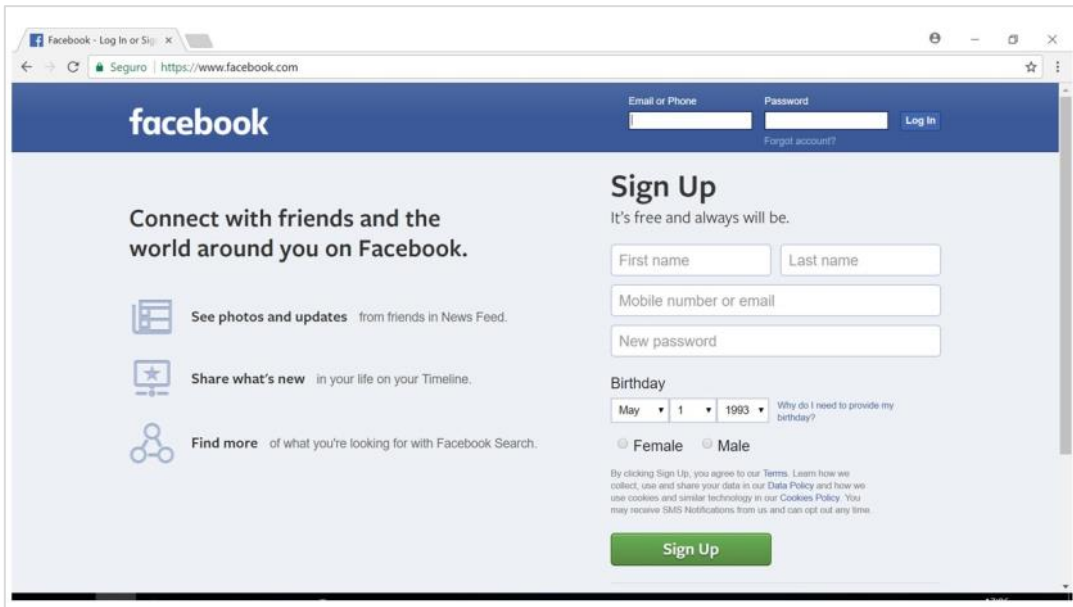 Facebook - Log In or Sig
Seguro | https://www.facebook.com
facebook
Email or Phone
Password
Log In
Forgot account?
Connect with friends and the
world around you on Facebook.
See photos and updates from friends in News Feed.
Share what's new in your life on your Timeline.
Find more of what you're looking for with Facebook Search.
Sign Up
It's free and always will be.
First name
Last name
Mobile number or email
New password
Birthday
May 1 1993
Why do I need to provide my
birthday?
Female Male
By clicking Sign Up, you agree to our Terms. Learn how we
collect, use and share your data in our Data Policy and how we
use cookies and similar technology in our Cookies Policy. You
may receive SMS Notifications from us and can opt out any time.
Sign Up